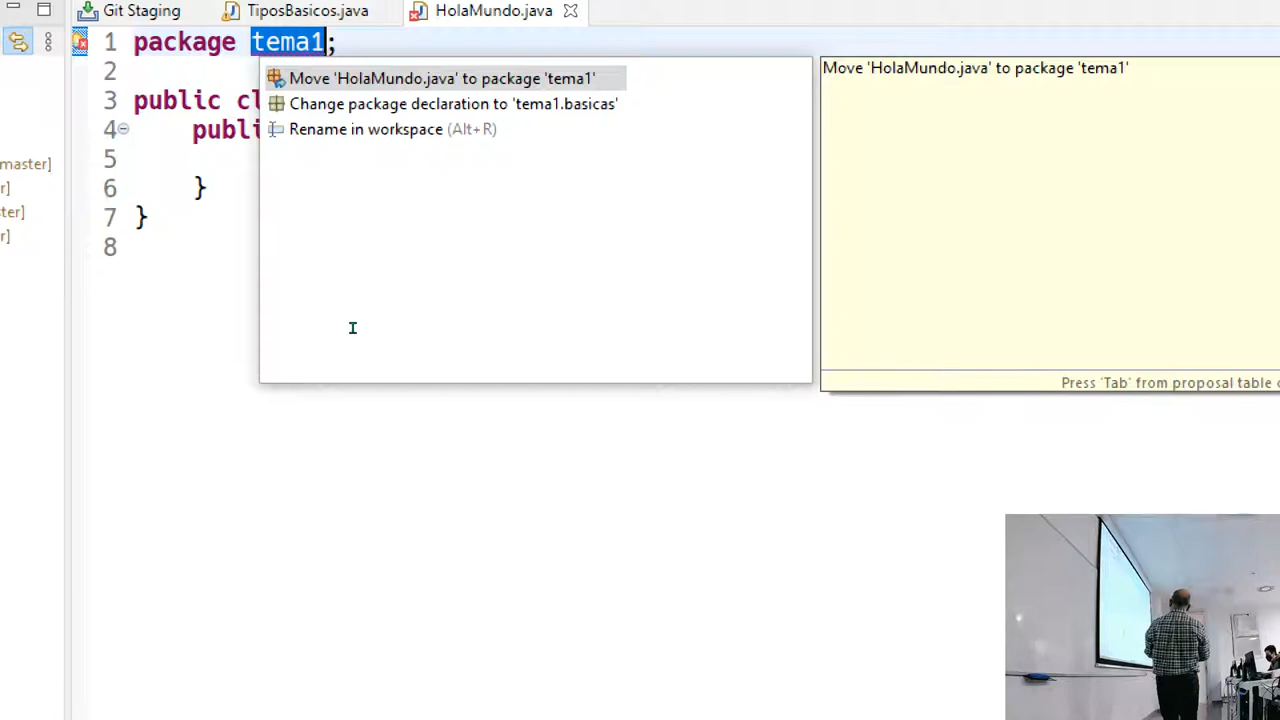 Git Staging
TiposBasicos.java
HolaMundo.java
1 package tema1;
2
3 public cl
4 publi
5
6 }
7 }
8
master]
r]
ter]
r]
Move 'HolaMundo.java' to package 'tema1'
Change package declaration to 'tema1.basicas'
Rename in workspace (Alt+R)
Move 'HolaMundo.java' to package 'tema1'
Press 'Tab' from proposal table